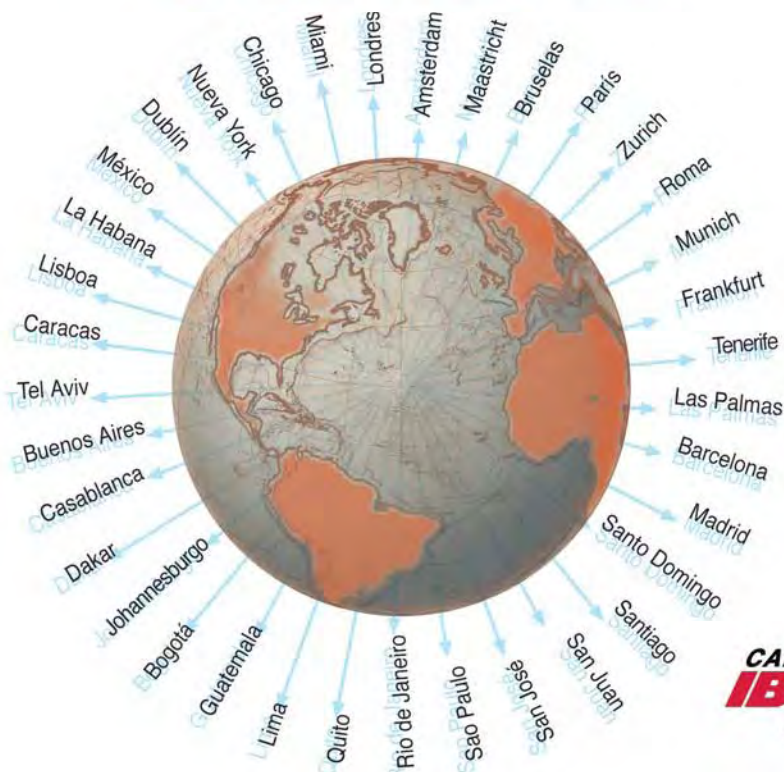 Londres
Amsterdam
Maastricht
Bruselas
París
Zurich
Roma
Munich
Frankfurt
Tenerife
Las Palmas
Barcelona
Madrid
Santo Domingo
Santiago
San Juan
San José
Sao Paulo
Rio de Janeiro
Quito
Lima
Guatemala
Bogotá
Johannesburgo
Dakar
Casablanca
Buenos Aires
Tel Aviv
Caracas
Lisboa
La Habana
México
Dublín
Nueva York
Chicago
Miami